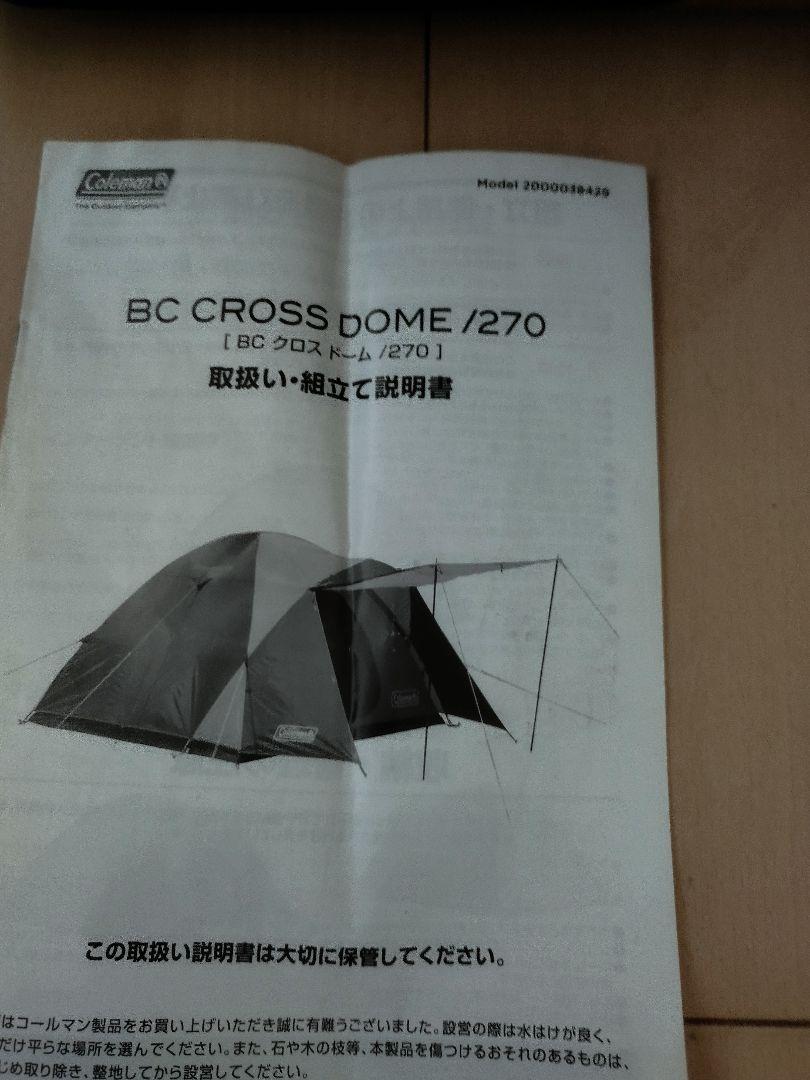 Coleman
The Outdoor Company
Model 2000038429
BC CROSS DOME /270
[ BC クロス ドーム /270 ]
取扱い・組立て説明書
Coleman
Coleman
この取扱い説明書は大切に保管してください。
はコールマン製品をお買い上げいただき誠に有難うございました。設営の際は水はけが良く、
だけ平らな場所を選んでください。また、石や木の枝等、本製品を傷つけるおそれのあるものは、
じめ取り除き、整地してから設営してください。